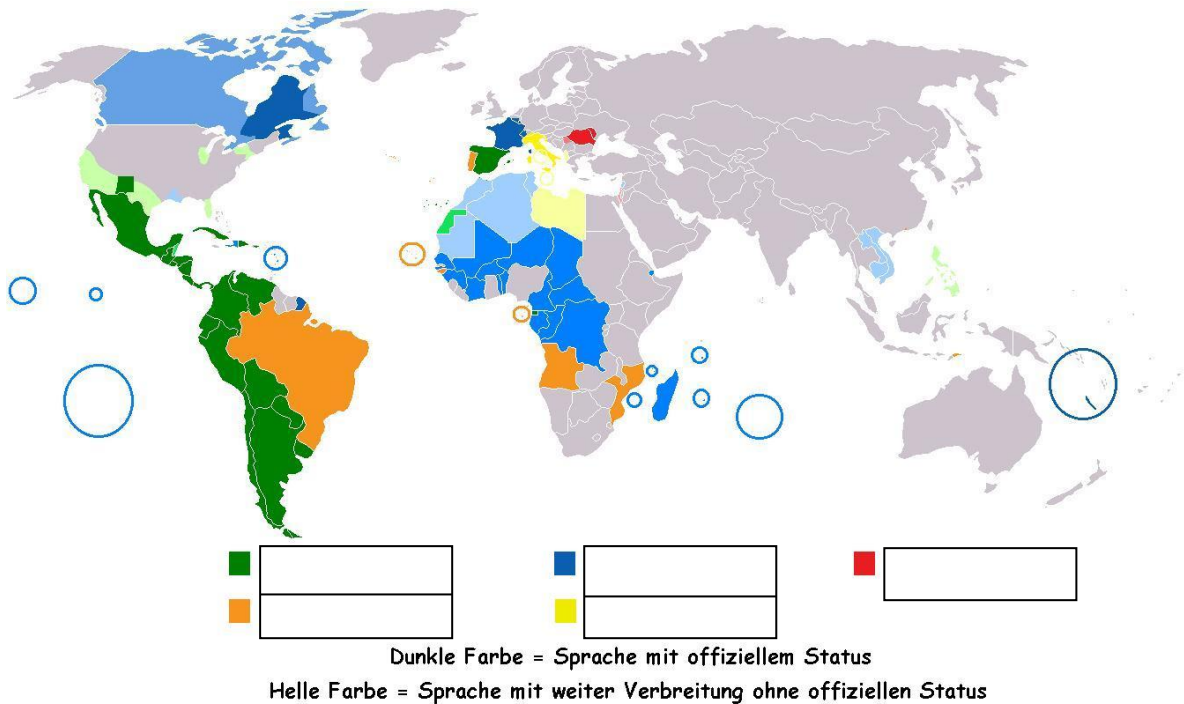 Dunkle Farbe = Sprache mit offiziellem Status
Helle Farbe = Sprache mit weiter Verbreitung ohne offiziellen Status